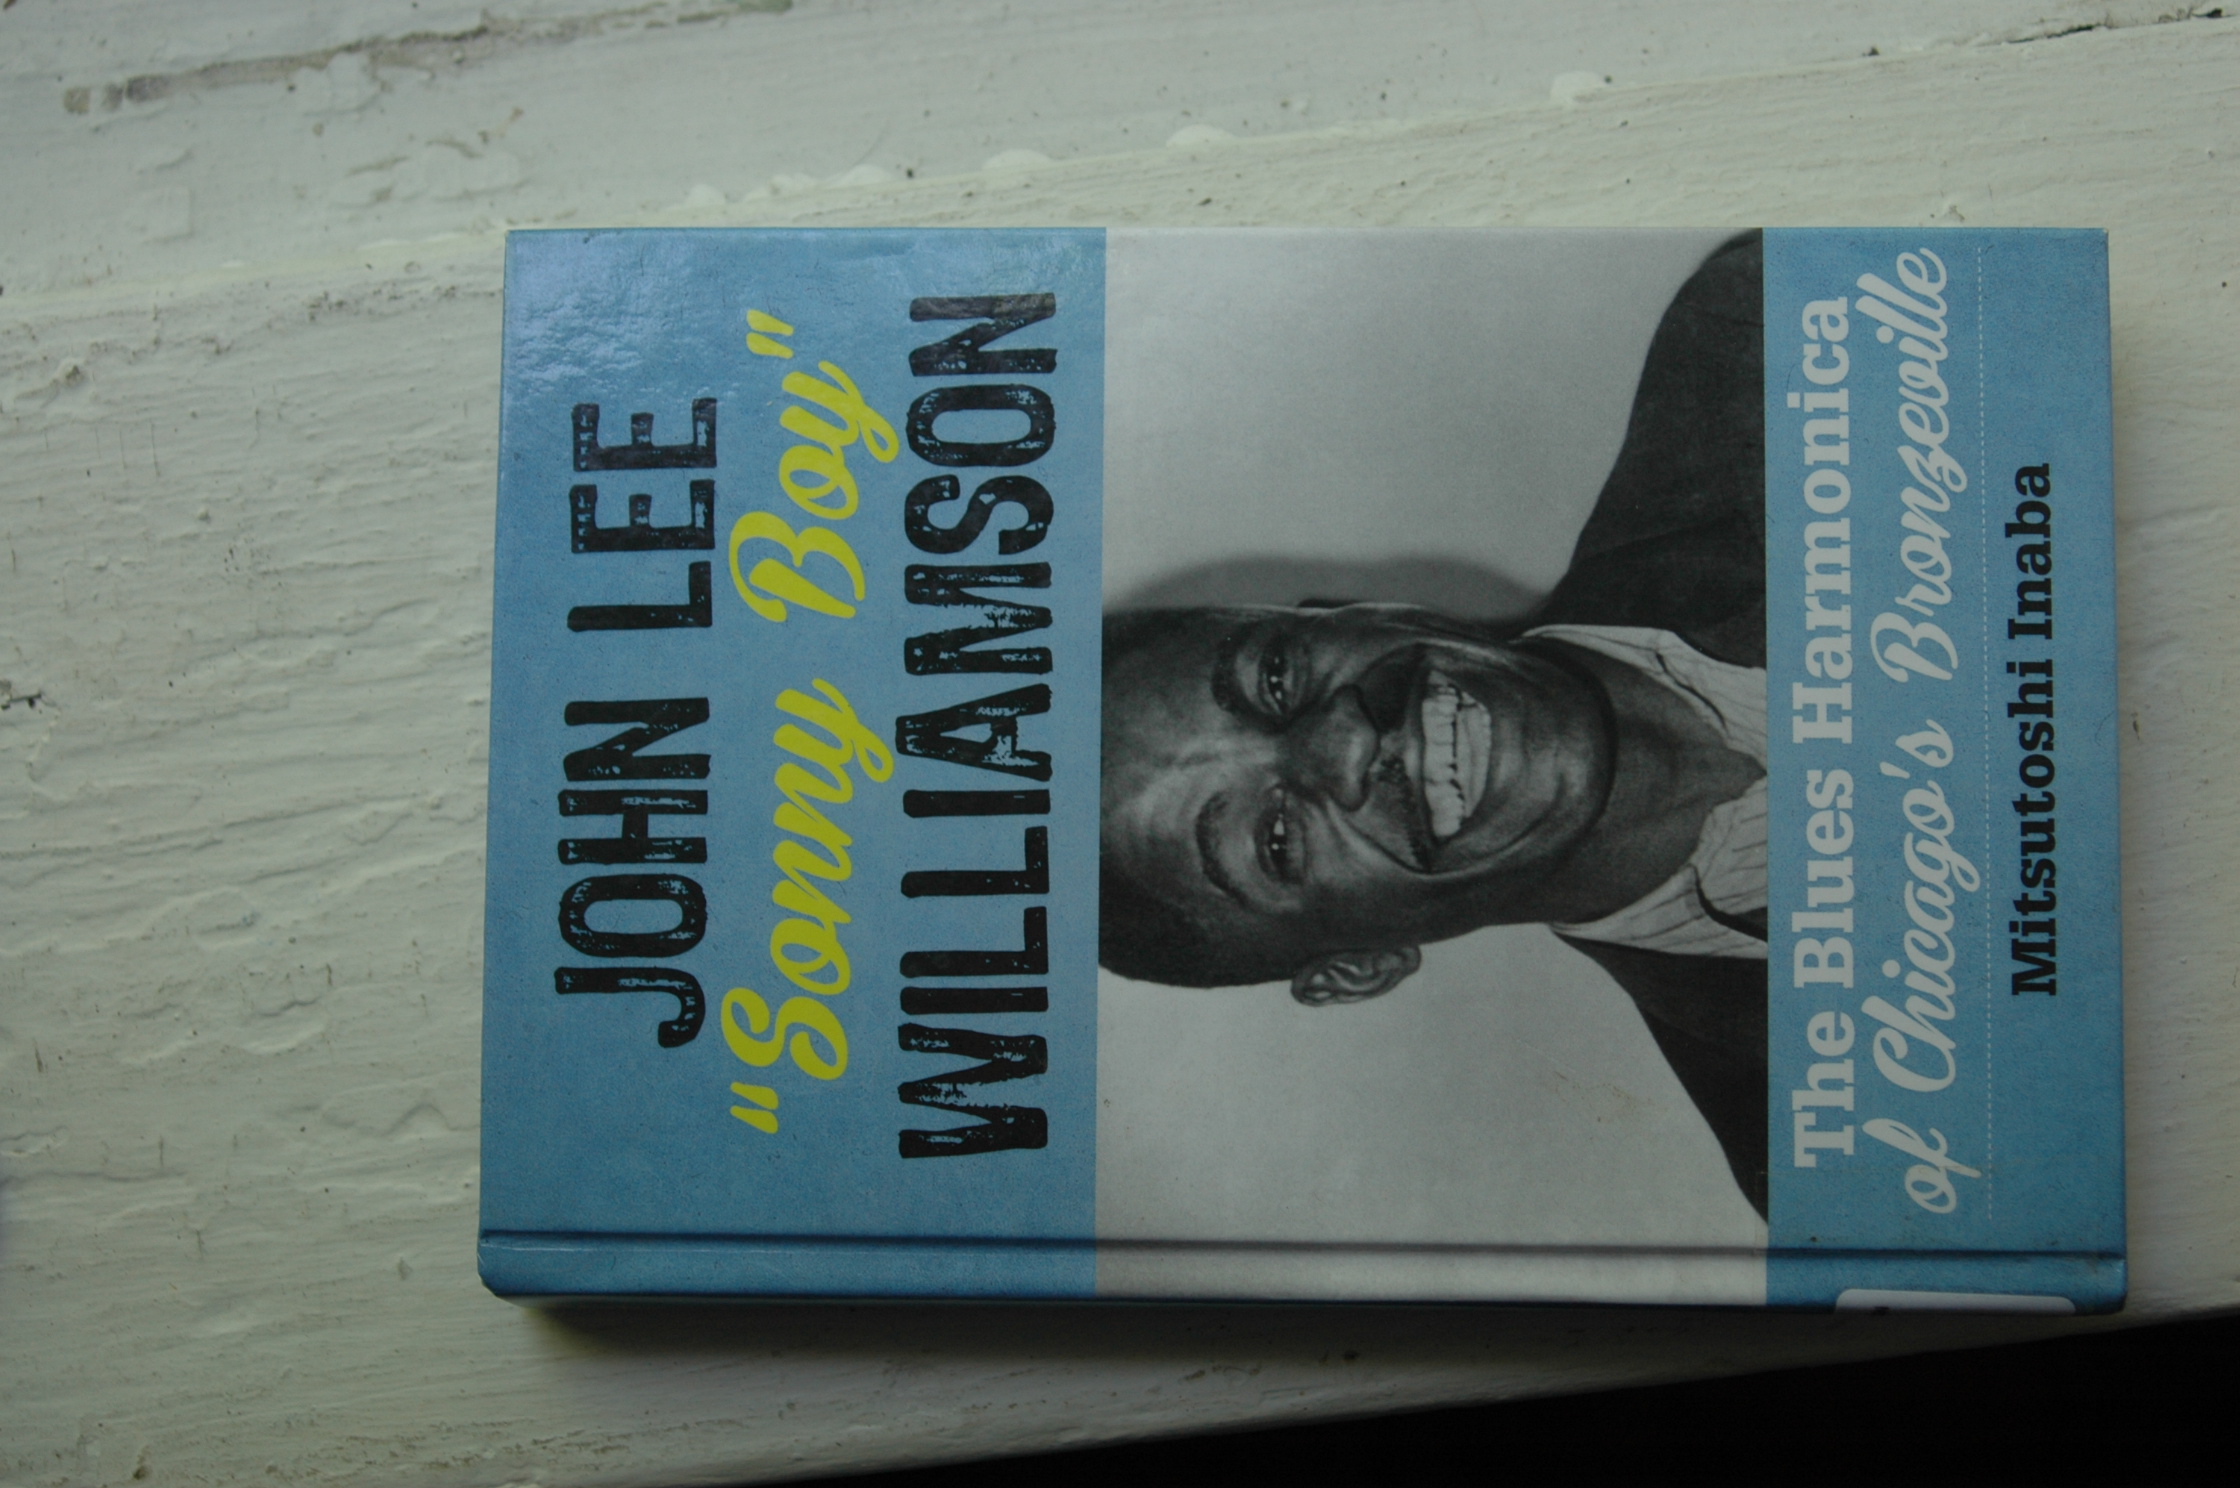 JOHN LEE
"Sonny Boy"
WILLIAMSON
The Blues Harmonica
of Chicago's Bronzeville
Mitsutoshi Inaba